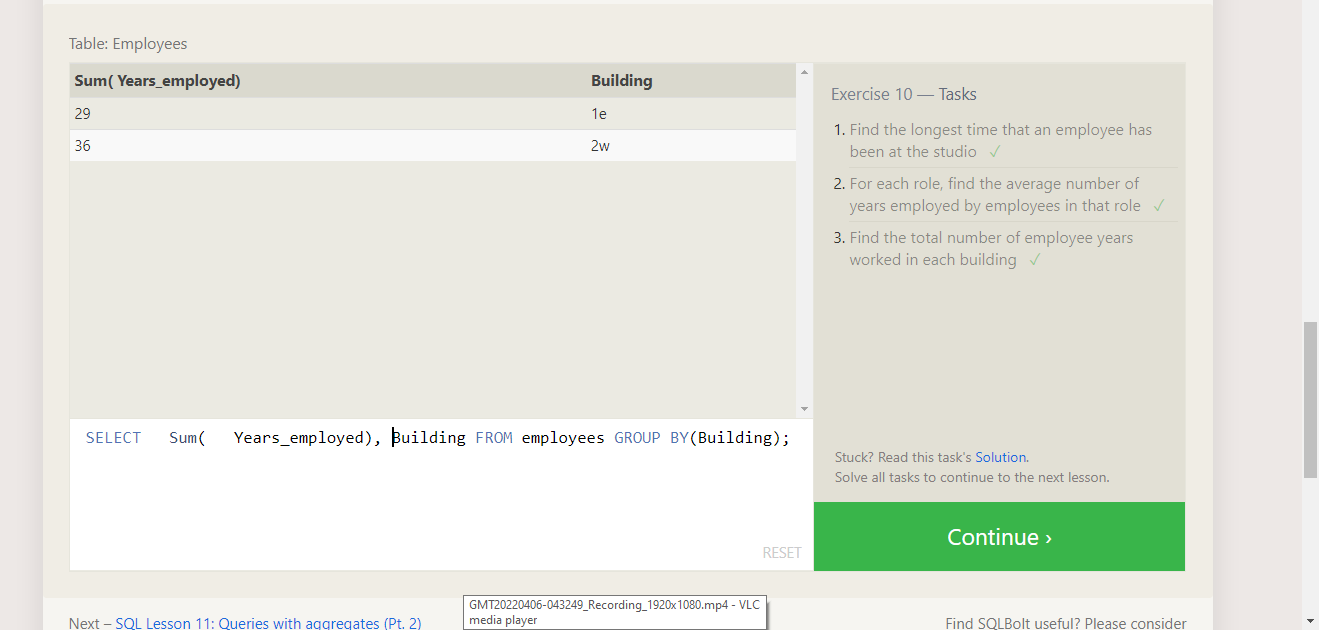 Table: Employees
Sum( Years_employed) Building
29 1e
36 2w
Exercise 10 — Tasks
1. Find the longest time that an employee has
been at the studio ✓
2. For each role, find the average number of
years employed by employees in that role ✓
3. Find the total number of employee years
worked in each building ✓
SELECT Sum( Years_employed), Building FROM employees GROUP BY(Building);
RESET
Stuck? Read this task's Solution.
Solve all tasks to continue to the next lesson.
Continue ›
GMT20220406-043249_Recording_1920x1080.mp4 - VLC
media player
Next – SQL Lesson 11: Queries with aggregates (Pt. 2)
Find SQLBolt useful? Please consider